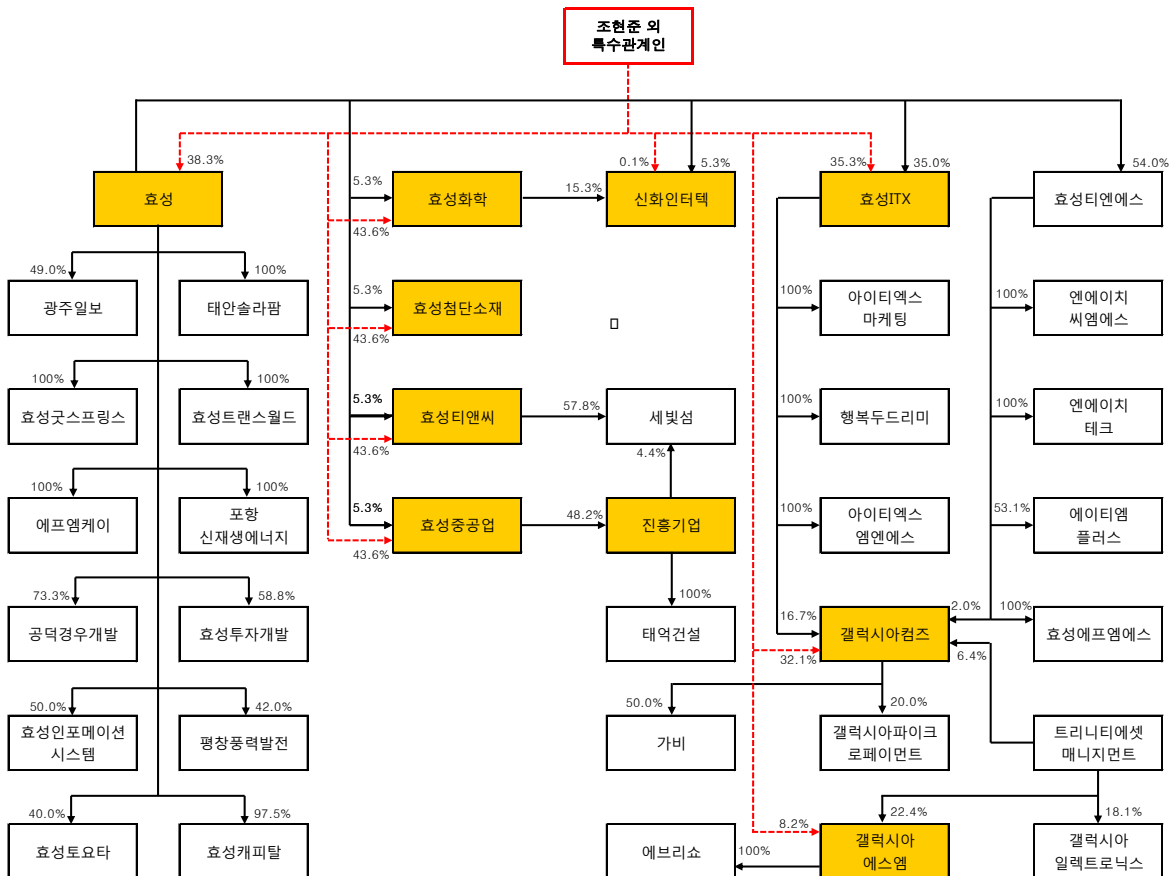 조현준 외
특수관계인
38.3%
0.1%
5.3%
35.3%
35.0%
54.0%
효성
5.3%
효성화학
15.3%
신화인터텍
효성ITX
효성티엔에스
43.6%
49.0%
100%
광주일보
태안솔라팜
5.3%
효성첨단소재
43.6%
100%
아이티엑스
마케팅
100%
엔에이치
씨엠에스
100%
100%
효성굿스프링스
효성트랜스월드
5.3%
효성티앤씨
57.8%
세빛섬
43.6%
4.4%
100%
행복두드리미
100%
엔에이치
테크
100%
100%
에프엠케이
포항
신재생에너지
5.3%
효성중공업
48.2%
진흥기업
43.6%
100%
아이티엑스
엠엔에스
53.1%
에이티엠
플러스
73.3%
58.8%
공덕경우개발
효성투자개발
100%
태억건설
16.7%
갤럭시아컴즈
32.1%
2.0%
100%
효성에프엠에스
6.4%
50.0%
42.0%
효성인포메이션
시스템
평창풍력발전
50.0%
가비
20.0%
갤럭시아파이크
로페이먼트
트리니티에셋
매니지먼트
40.0%
97.5%
효성토요타
효성캐피탈
에브리쇼
100%
8.2%
22.4%
갤럭시아
에스엠
18.1%
갤럭시아
일렉트로닉스